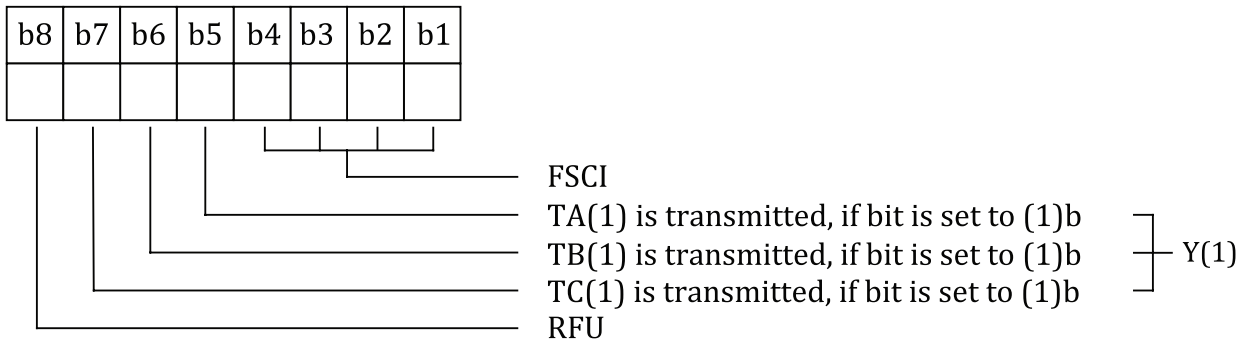 b8 b7 b6 b5 b4 b3 b2 b1
FSCI
TA(1) is transmitted, if bit is set to (1)b
TB(1) is transmitted, if bit is set to (1)b Y(1)
TC(1) is transmitted, if bit is set to (1)b
RFU